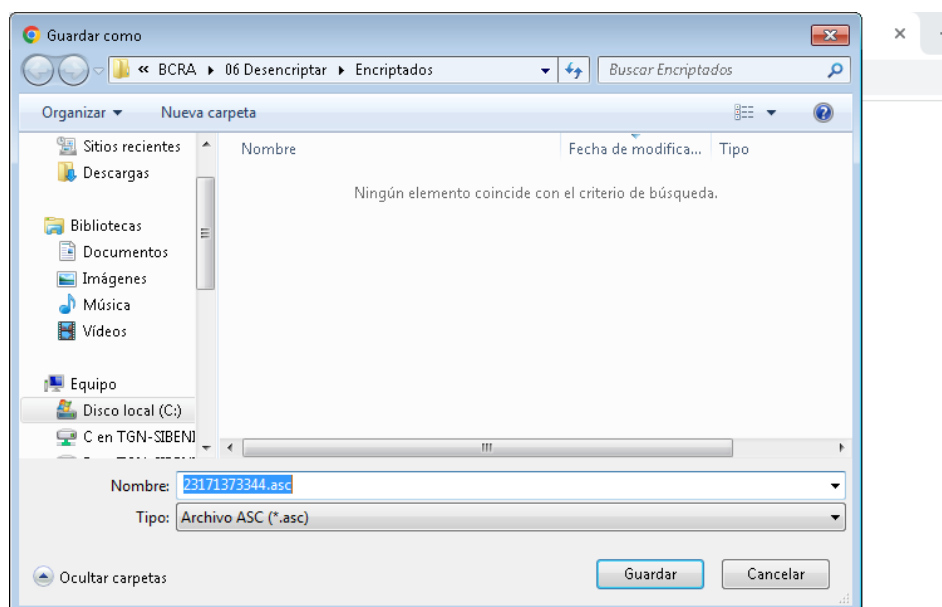 Guardar como
« BCRA ▸ 06 Desencriptar ▸ Encriptados
Buscar Encriptados
Organizar ▾ Nueva carpeta
Sitios recientes
Descargas
Bibliotecas
Documentos
Imágenes
Música
Vídeos
Equipo
Disco local (C:)
C en TGN-SIBENI
Nombre Fecha de modifica... Tipo
Ningún elemento coincide con el criterio de búsqueda.
Nombre: 23171373344.asc
Tipo: Archivo ASC (*.asc)
Ocultar carpetas
Guardar Cancelar